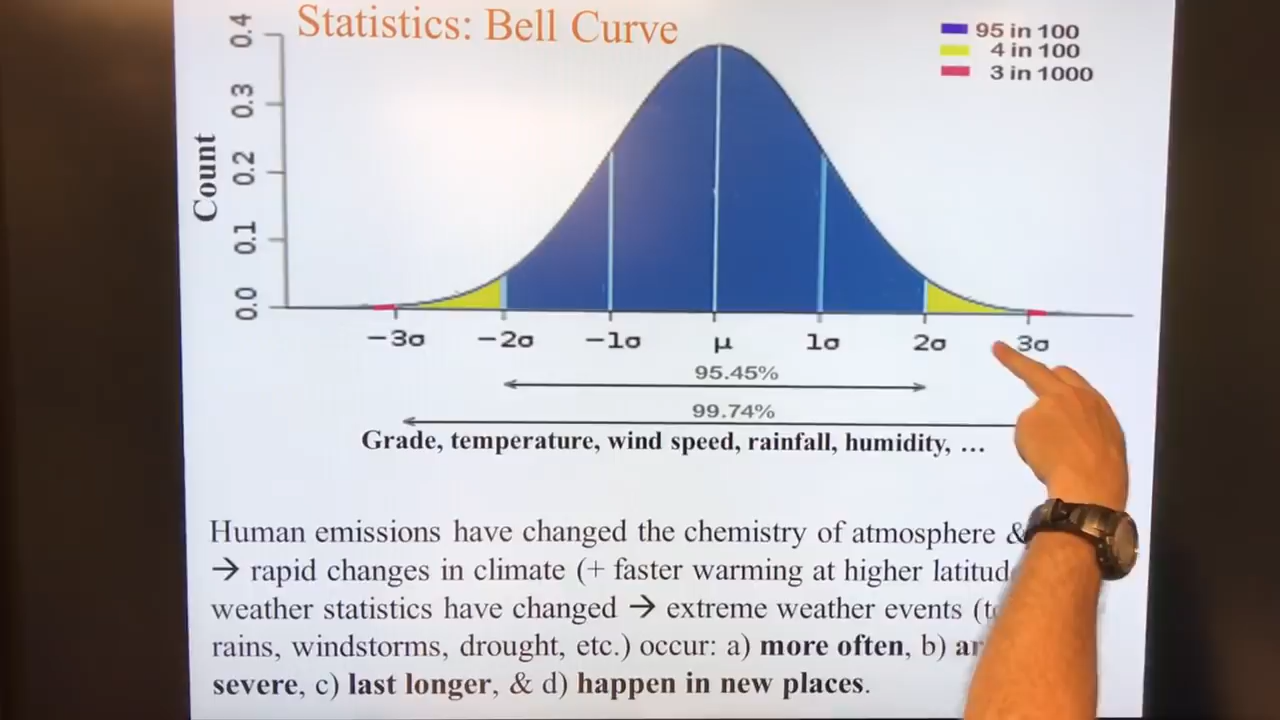 Statistics: Bell Curve
95 in 100
4 in 100
3 in 1000
Count
0.4
0.3
0.2
0.1
0.0
−3σ −2σ −1σ μ 1σ 2σ 3σ
95.45%
99.74%
Grade, temperature, wind speed, rainfall, humidity, ...
Human emissions have changed the chemistry of atmosphere &
→ rapid changes in climate (+ faster warming at higher
weather statistics have changed → extreme weather events
rains, windstorms, drought, etc.) occur: a) more often, b)
severe, c) last longer, & d) happen in new places.